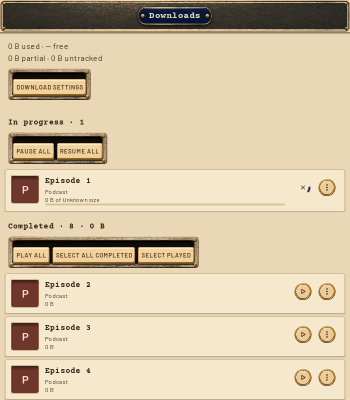 Downloads
0 B used · — free
0 B partial · 0 B untracked
DOWNLOAD SETTINGS
In progress · 1
PAUSE ALL RESUME ALL
P
Episode 1
Podcast
0 B of Unknown size
Completed · 8 · 0 B
PLAY ALL SELECT ALL COMPLETED SELECT PLAYED
P
Episode 2
Podcast
0 B
P
Episode 3
Podcast
0 B
P
Episode 4
Podcast
0 B